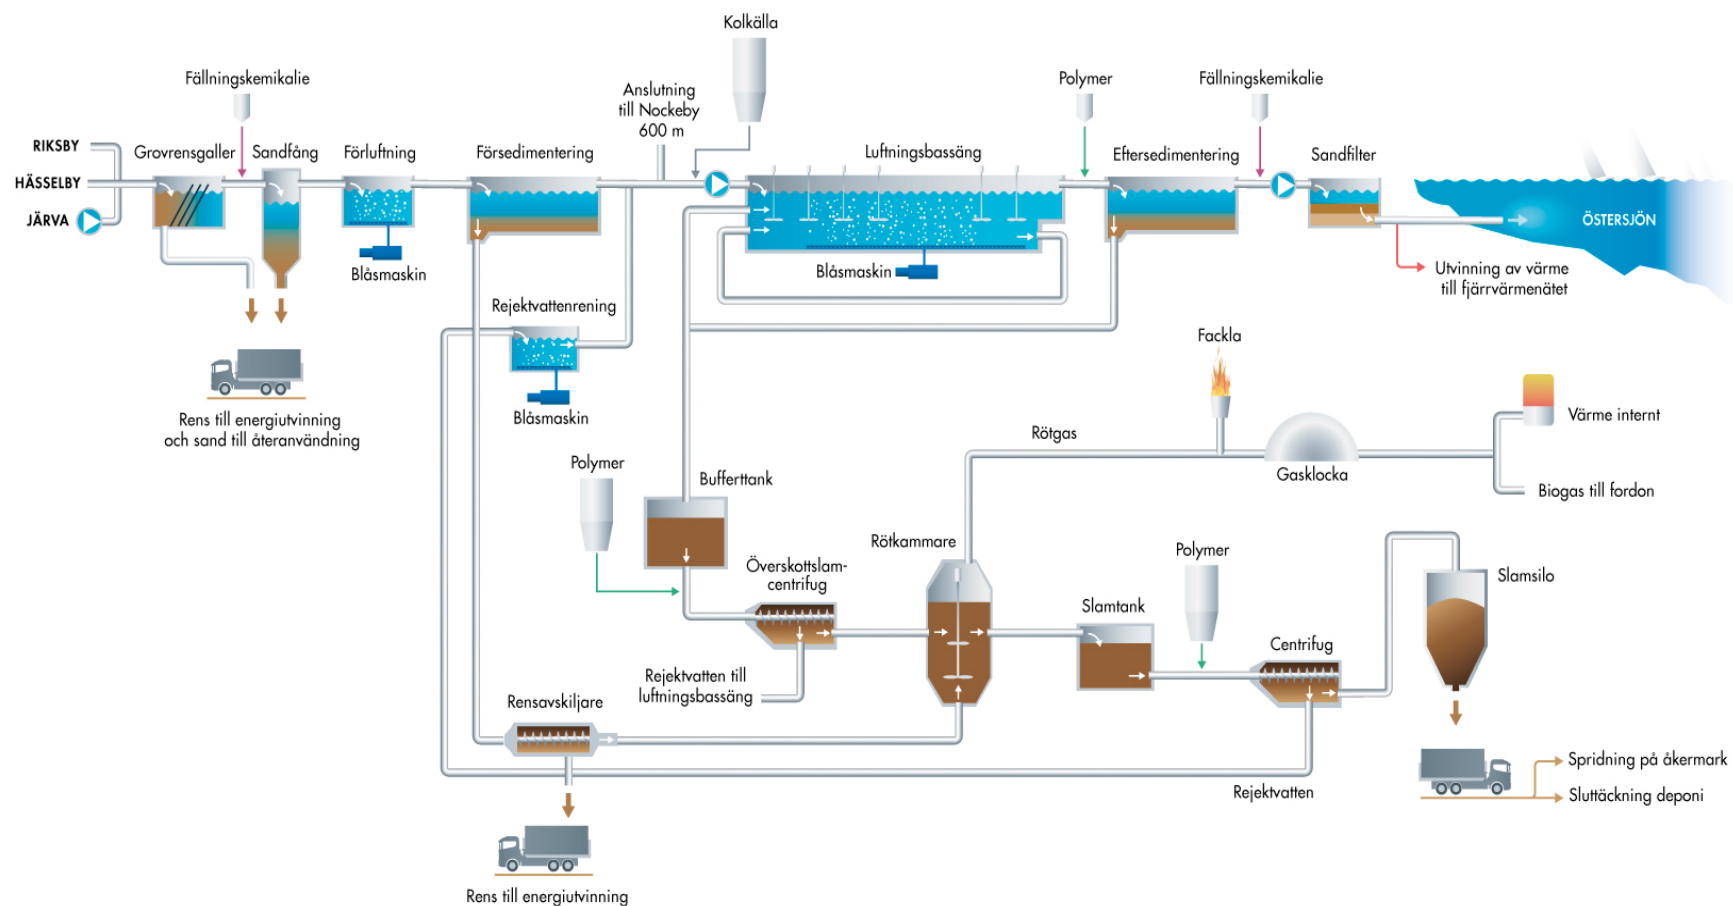 Kolkälla
Fällningskemikalie
Anslutning
till Nockeby
600 m
Polymer
Fällningskemikalie
RIKSBY
HÄSSELBY
JÄRVA
Grovrensgaller
Sandfång
Förluftning
Försedimentering
Luftningsbassäng
Eftersedimentering
Sandfilter
ÖSTERSJÖN
Blåsmaskin
Blåsmaskin
Utvinning av värme
till fjärrvärmenätet
Rejektvattenrening
Blåsmaskin
Rens till energiutvinning
och sand till återanvändning
Fackla
Rötgas
Gasklocka
Värme internt
Biogas till fordon
Polymer
Bufferttank
Överskottslam-
centrifug
Rötkammare
Slamtank
Polymer
Centrifug
Slamsilo
Rejektvatten till
luftningsbassäng
Rensavskiljare
Rejektvatten
Spridning på åkermark
Sluttäckning deponi
Rens till energiutvinning